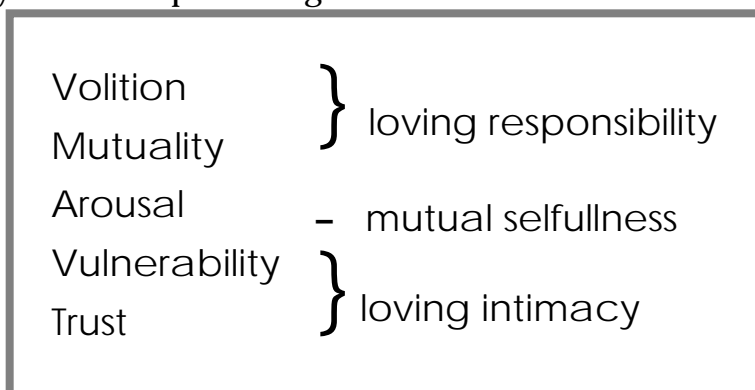 Volition
} loving responsibility
Mutuality
Arousal - mutual selfullness
Vulnerability
} loving intimacy
Trust